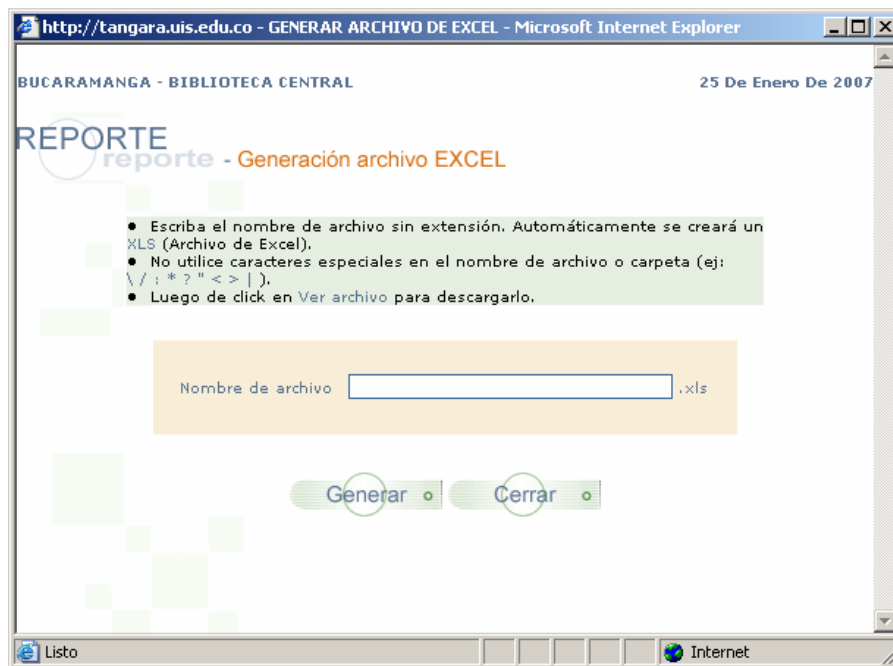 http://tangara.uis.edu.co - GENERAR ARCHIVO DE EXCEL - Microsoft Internet Explorer
BUCARAMANGA - BIBLIOTECA CENTRAL 25 De Enero De 2007
REPORTE
reporte - Generación archivo EXCEL
● Escriba el nombre de archivo sin extensión. Automáticamente se creará un
XLS (Archivo de Excel).
● No utilice caracteres especiales en el nombre de archivo o carpeta (ej:
\ / : * ? " < > | ).
● Luego de click en Ver archivo para descargarlo.
Nombre de archivo .xls
Generar Cerrar
Listo Internet